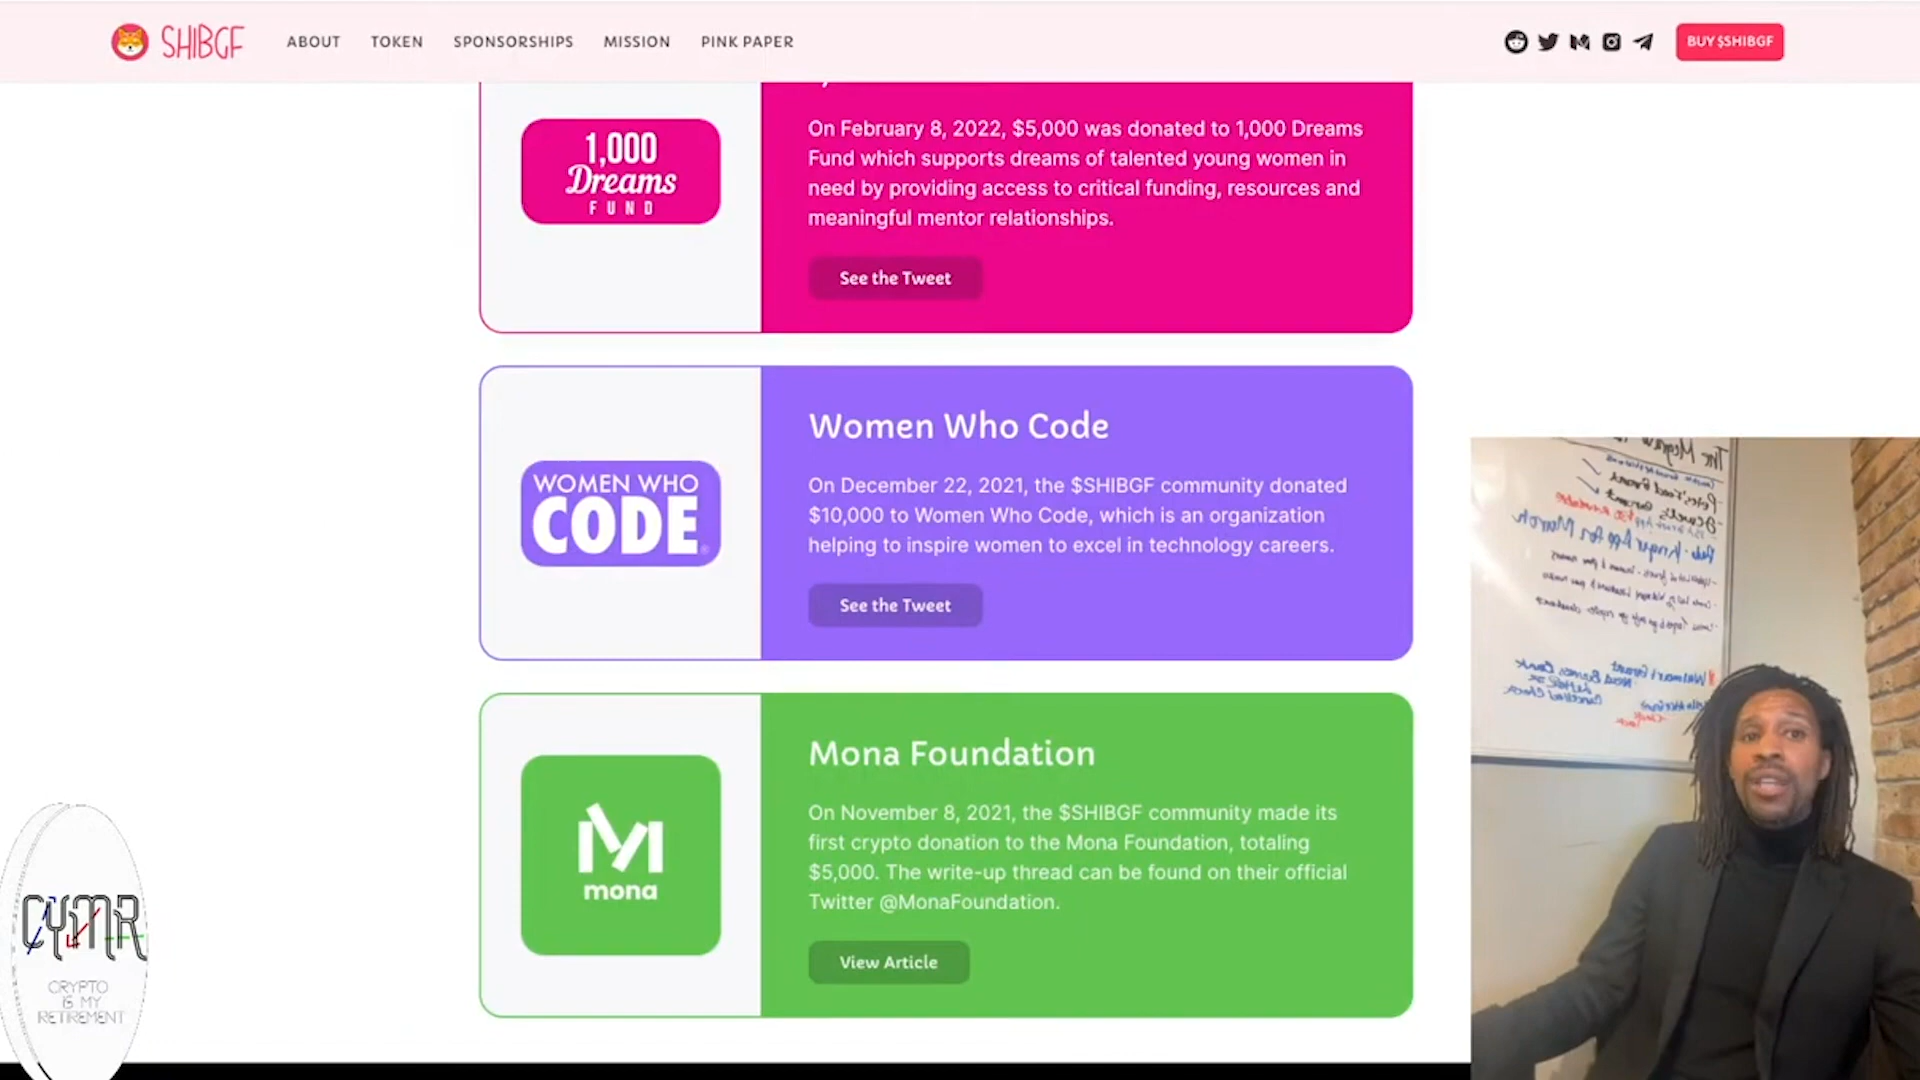 SHIBGF
ABOUT TOKEN SPONSORSHIPS MISSION PINK PAPER
BUY $SHIBGF
1,000
Dreams
FUND
On February 8, 2022, $5,000 was donated to 1,000 Dreams
Fund which supports dreams of talented young women in
need by providing access to critical funding, resources and
meaningful mentor relationships.
See the Tweet
WOMEN WHO
CODE
Women Who Code
On December 22, 2021, the $SHIBGF community donated
$10,000 to Women Who Code, which is an organization
helping to inspire women to excel in technology careers.
See the Tweet
mona
Mona Foundation
On November 8, 2021, the $SHIBGF community made its
first crypto donation to the Mona Foundation, totaling
$5,000. The write-up thread can be found on their official
Twitter @MonaFoundation.
View Article
CYMR
CRYPTO
IS MY
RETIREMENT